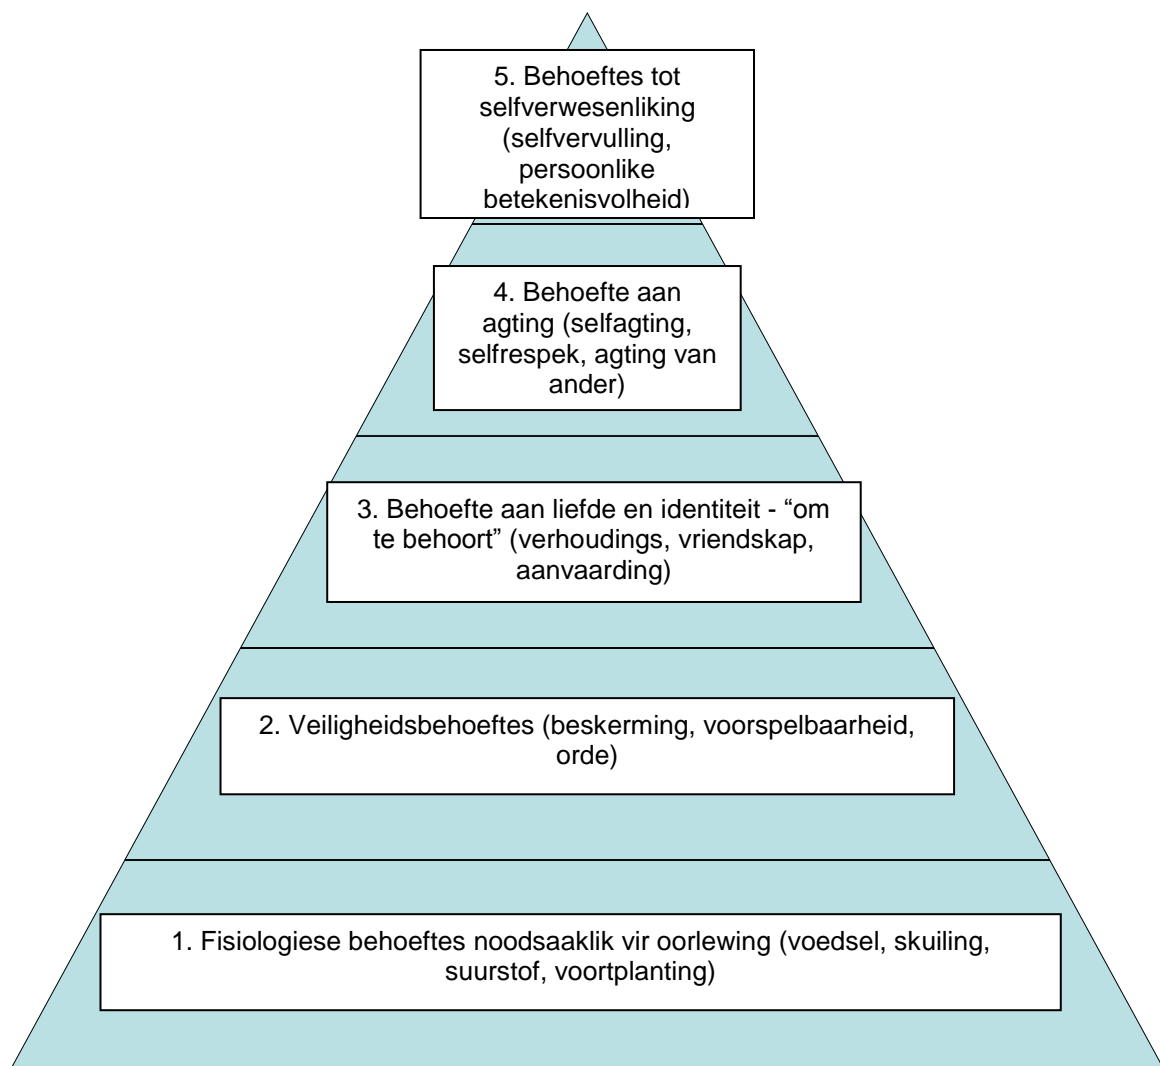 5. Behoeftes tot
selfverwesenliking
(selfvervulling,
persoonlike
betekenisvolheid)
4. Behoefte aan
agting (selfagting,
selfrespek, agting van
ander)
3. Behoefte aan liefde en identiteit - “om
te behoort” (verhoudings, vriendskap,
aanvaarding)
2. Veiligheidsbehoeftes (beskerming, voorspelbaarheid,
orde)
1. Fisiologiese behoeftes noodsaaklik vir oorlewing (voedsel, skuiling,
suurstof, voortplanting)